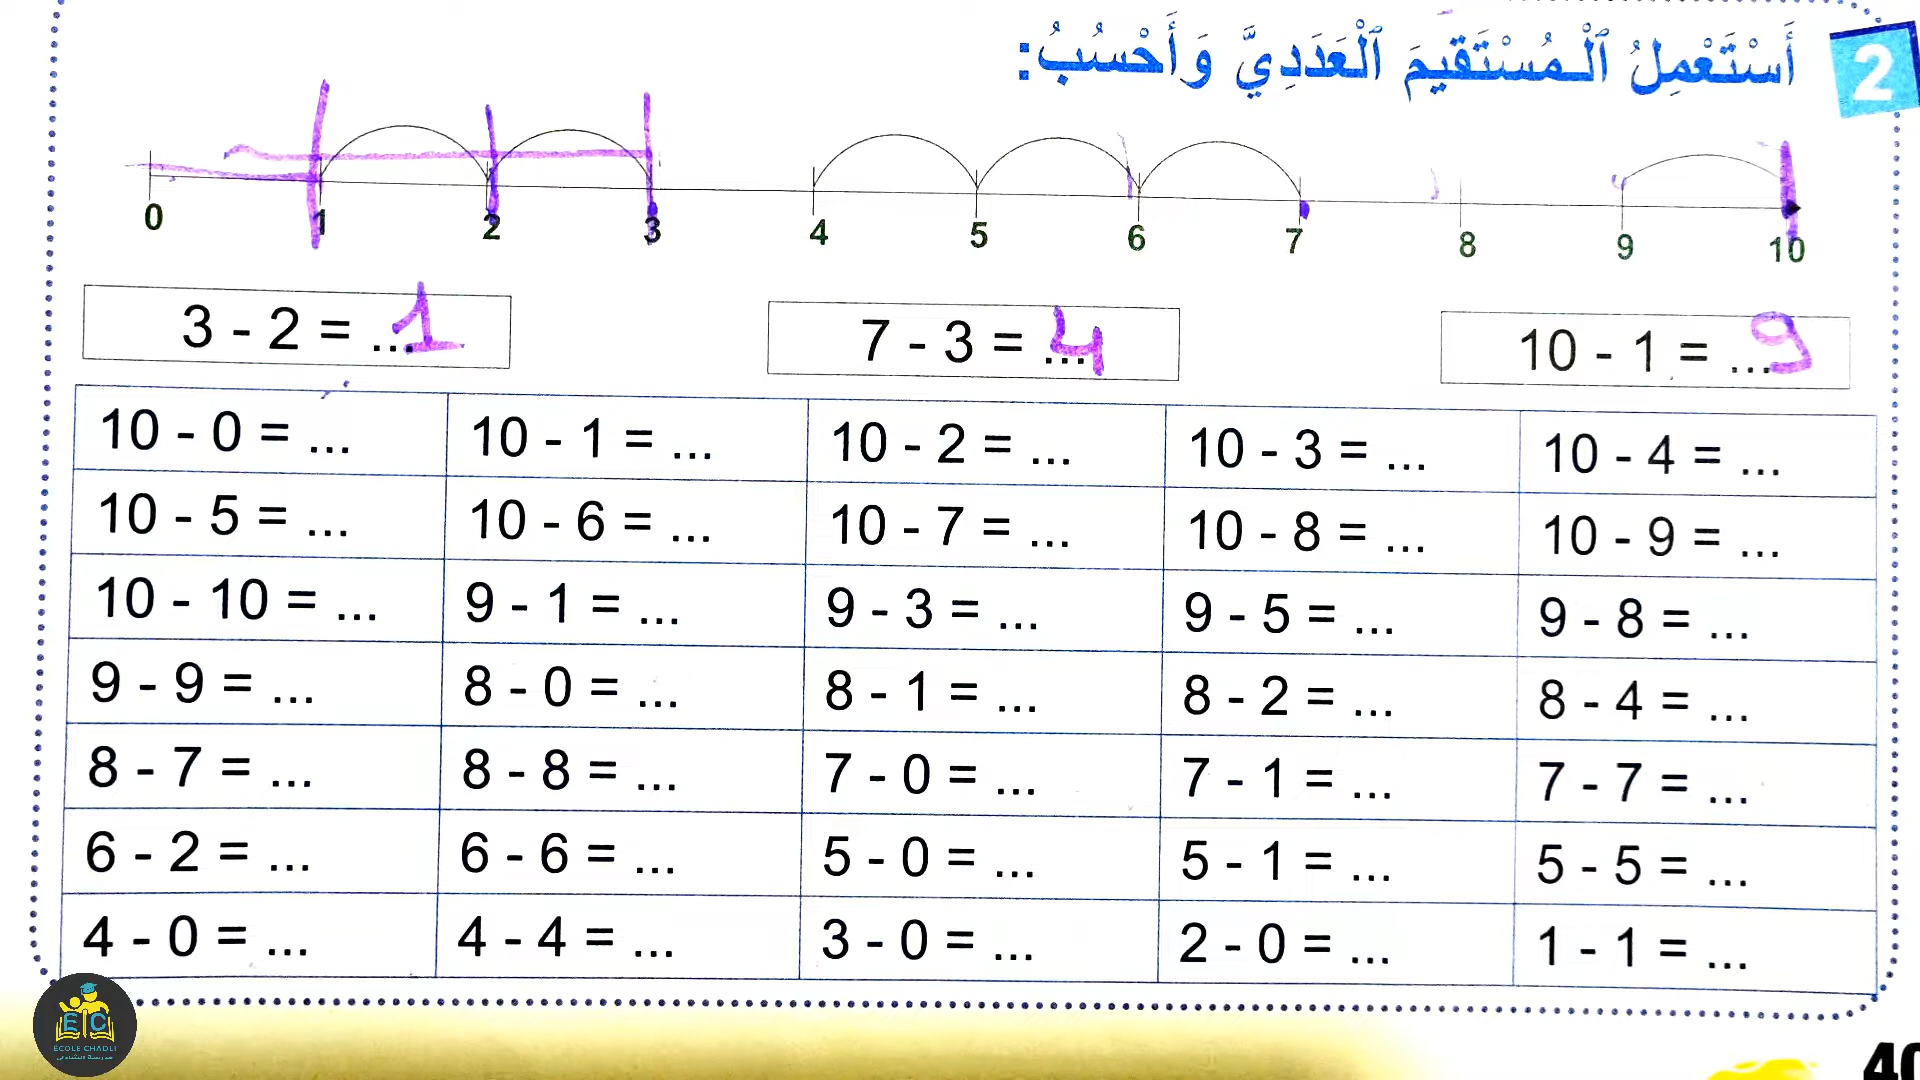 2 أَسْتَعْمِلُ ٱلْمُسْتَقِيمَ ٱلْعَدَدِيَّ وَأَحْسُبُ:
0 1 2 3 4 5 6 7 8 9 10
3 - 2 = ...1 7 - 3 = ...4 10 - 1 = ...9
10 - 0 = ... 10 - 1 = ... 10 - 2 = ... 10 - 3 = ... 10 - 4 = ...
10 - 5 = ... 10 - 6 = ... 10 - 7 = ... 10 - 8 = ... 10 - 9 = ...
10 - 10 = ... 9 - 1 = ... 9 - 3 = ... 9 - 5 = ... 9 - 8 = ...
9 - 9 = ... 8 - 0 = ... 8 - 1 = ... 8 - 2 = ... 8 - 4 = ...
8 - 7 = ... 8 - 8 = ... 7 - 0 = ... 7 - 1 = ... 7 - 7 = ...
6 - 2 = ... 6 - 6 = ... 5 - 0 = ... 5 - 1 = ... 5 - 5 = ...
4 - 0 = ... 4 - 4 = ... 3 - 0 = ... 2 - 0 = ... 1 - 1 = ...
E C
ÉCOLE CHADLI
مدرسة الشاذلي